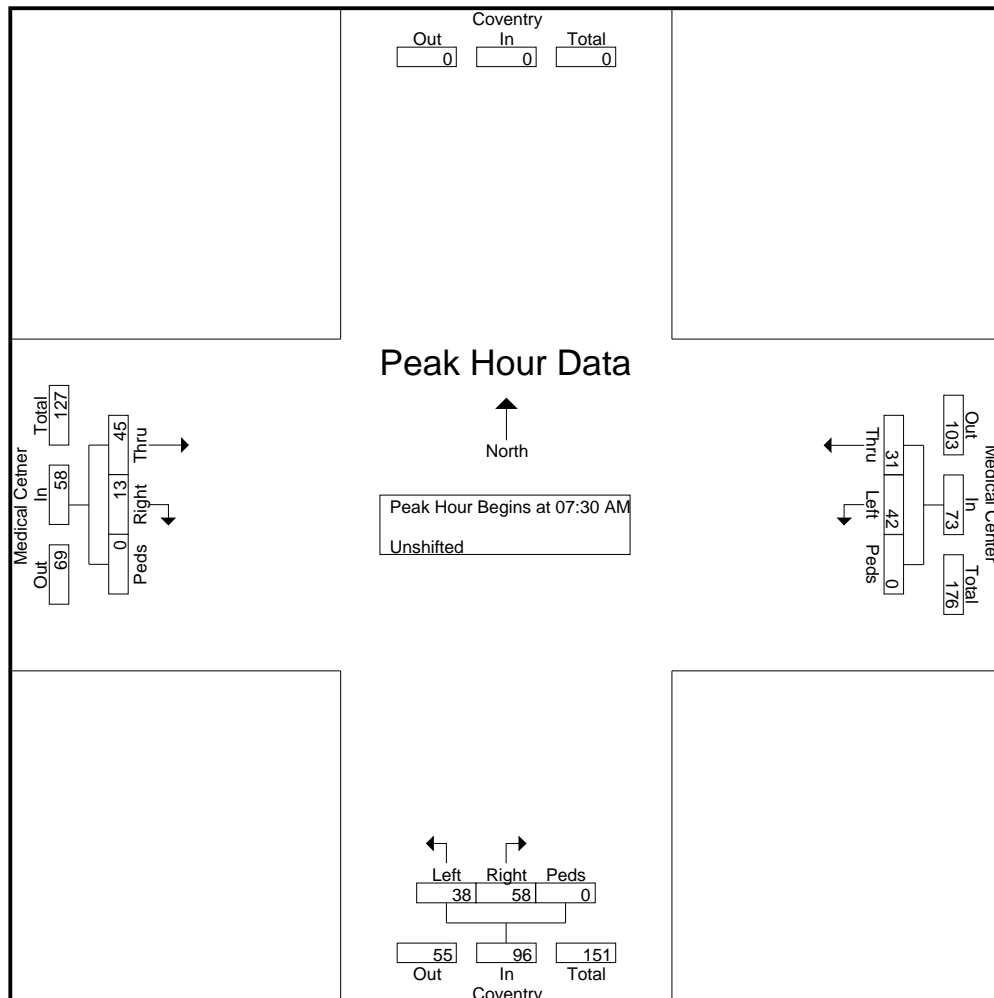 Coventry
Out In Total
0 0 0
Peak Hour Data
North
Peak Hour Begins at 07:30 AM
Unshifted
Medical Cetner
Total In Out
127 58 69
45 13 0
Thru Right Peds
Medical Center
Out In Total
103 73 176
31 42 0
Thru Left Peds
Left Right Peds
38 58 0
55 96 151
Out In Total
Coventry